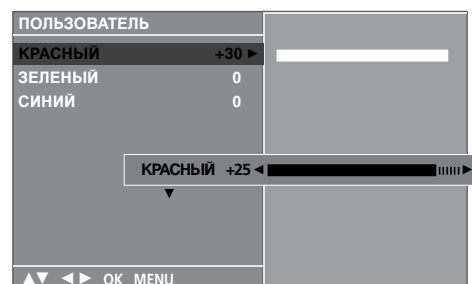 ПОЛЬЗОВАТЕЛЬ
КРАСНЫЙ +30 ►
ЗЕЛЕНЫЙ 0
СИНИЙ 0
КРАСНЫЙ +25 ◄ ►
▼
▲▼ ◄► OK MENU